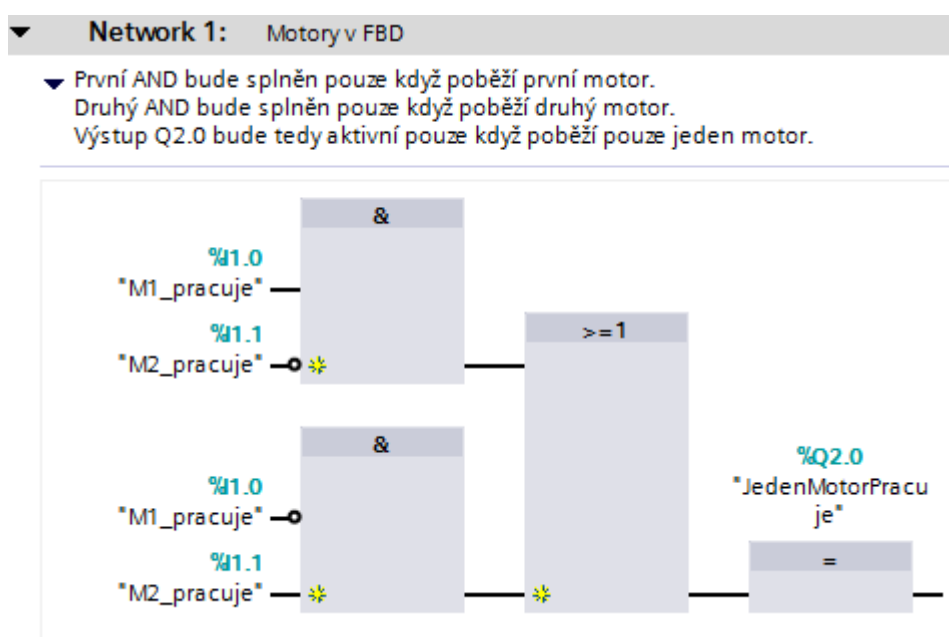 Network 1: Motory v FBD
První AND bude splněn pouze když poběží první motor.
Druhý AND bude splněn pouze když poběží druhý motor.
Výstup Q2.0 bude tedy aktivní pouze když poběží pouze jeden motor.
&
%I1.0
"M1_pracuje"
%I1.1
"M2_pracuje"
>=1
&
%I1.0
"M1_pracuje"
%I1.1
"M2_pracuje"
%Q2.0
"JedenMotorPracu
je"
=